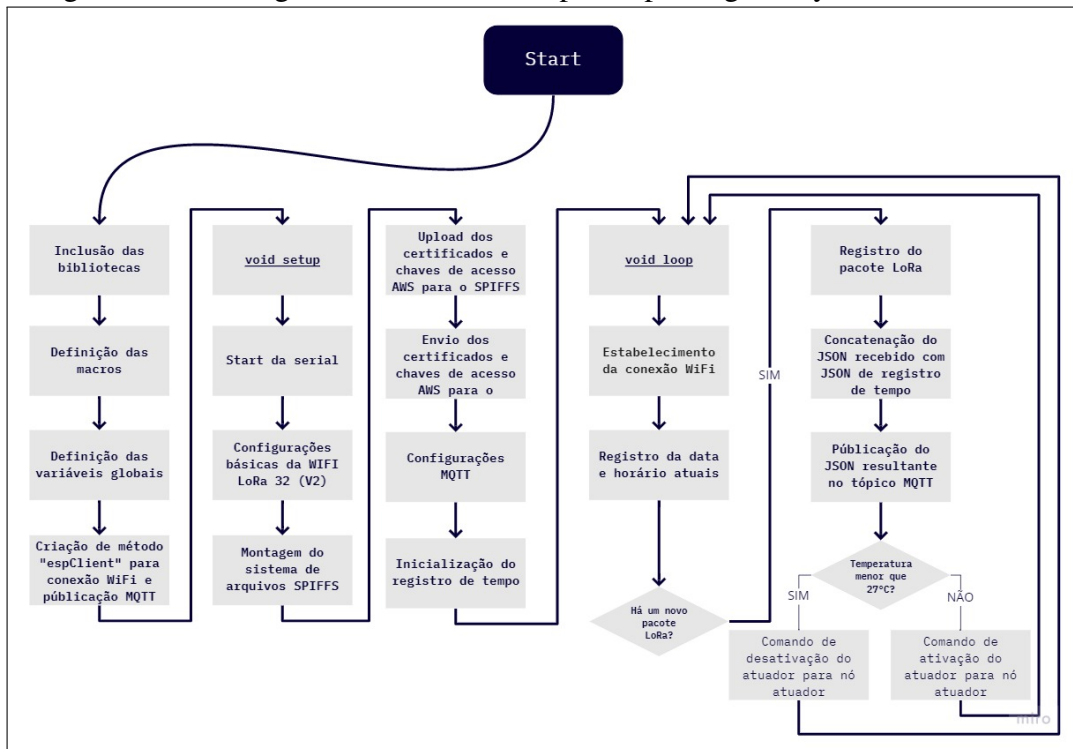 Start
Inclusão das
bibliotecas
Definição das
macros
Definição das
variáveis globais
Criação de método
"espClient" para
conexão WiFi e
públicação MQTT
void setup
Start da serial
Configurações
básicas da WIFI
LoRa 32 (V2)
Montagem do
sistema de
arquivos SPIFFS
Upload dos
certificados e
chaves de acesso
AWS para o SPIFFS
Envio dos
certificados e
chaves de acesso
AWS para o
Configurações
MQTT
Inicialização do
registro de tempo
void loop
Estabelecimento
da conexão WiFi
Registro da data
e horário atuais
Há um novo
pacote
LoRa?
SIM
Registro do
pacote LoRa
Concatenação do
JSON recebido com
JSON de registro
de tempo
Públicação do
JSON resultante
no tópico MQTT
Temperatura
menor que
27°C?
SIM
NÃO
Comando de
desativação do
atuador para nó
atuador
Comando de
ativação do
atuador para nó
atuador
miro